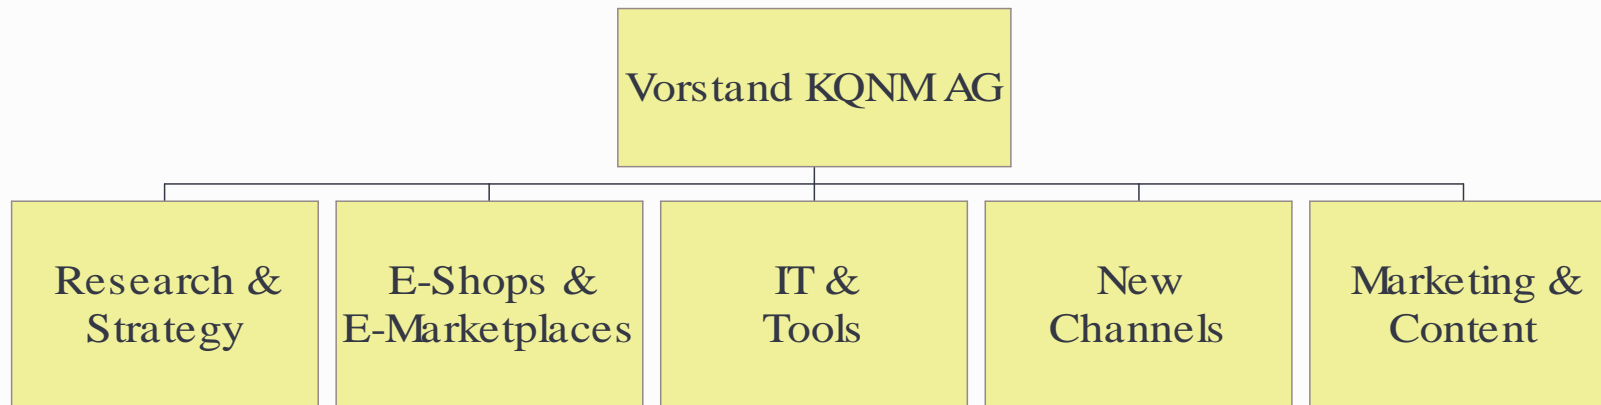 Vorstand KQNM AG
Research &
Strategy
E-Shops &
E-Marketplaces
IT &
Tools
New
Channels
Marketing &
Content